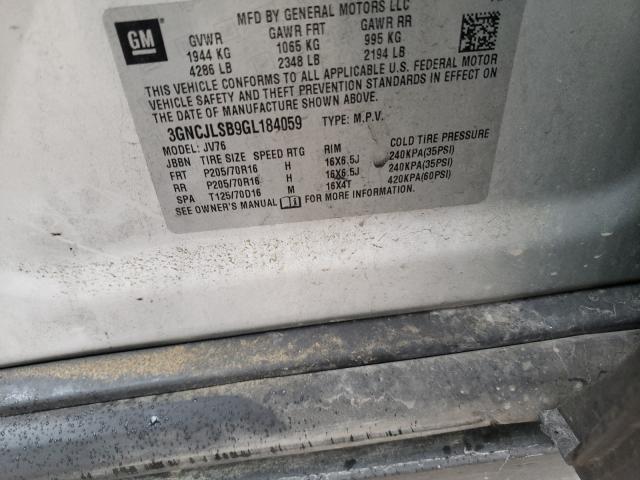 MFD BY GENERAL MOTORS LLC
GM
GVWR GAWR FRT GAWR RR
1944 KG 1065 KG 995 KG
4286 LB 2348 LB 2194 LB
THIS VEHICLE CONFORMS TO ALL APPLICABLE U.S. FEDERAL MOTOR
VEHICLE SAFETY AND THEFT PREVENTION STANDARDS IN EFFECT ON
THE DATE OF MANUFACTURE SHOWN ABOVE.
3GNCJLSB9GL184059 TYPE: M.P.V.
MODEL: JV76
JBBN TIRE SIZE SPEED RTG RIM COLD TIRE PRESSURE
FRT P205/70R16 H 16X6.5J 240KPA(35PSI)
RR P205/70R16 H 16X6.5J 240KPA(35PSI)
SPA T125/70D16 M 16X4T 420KPA(60PSI)
SEE OWNER'S MANUAL FOR MORE INFORMATION.